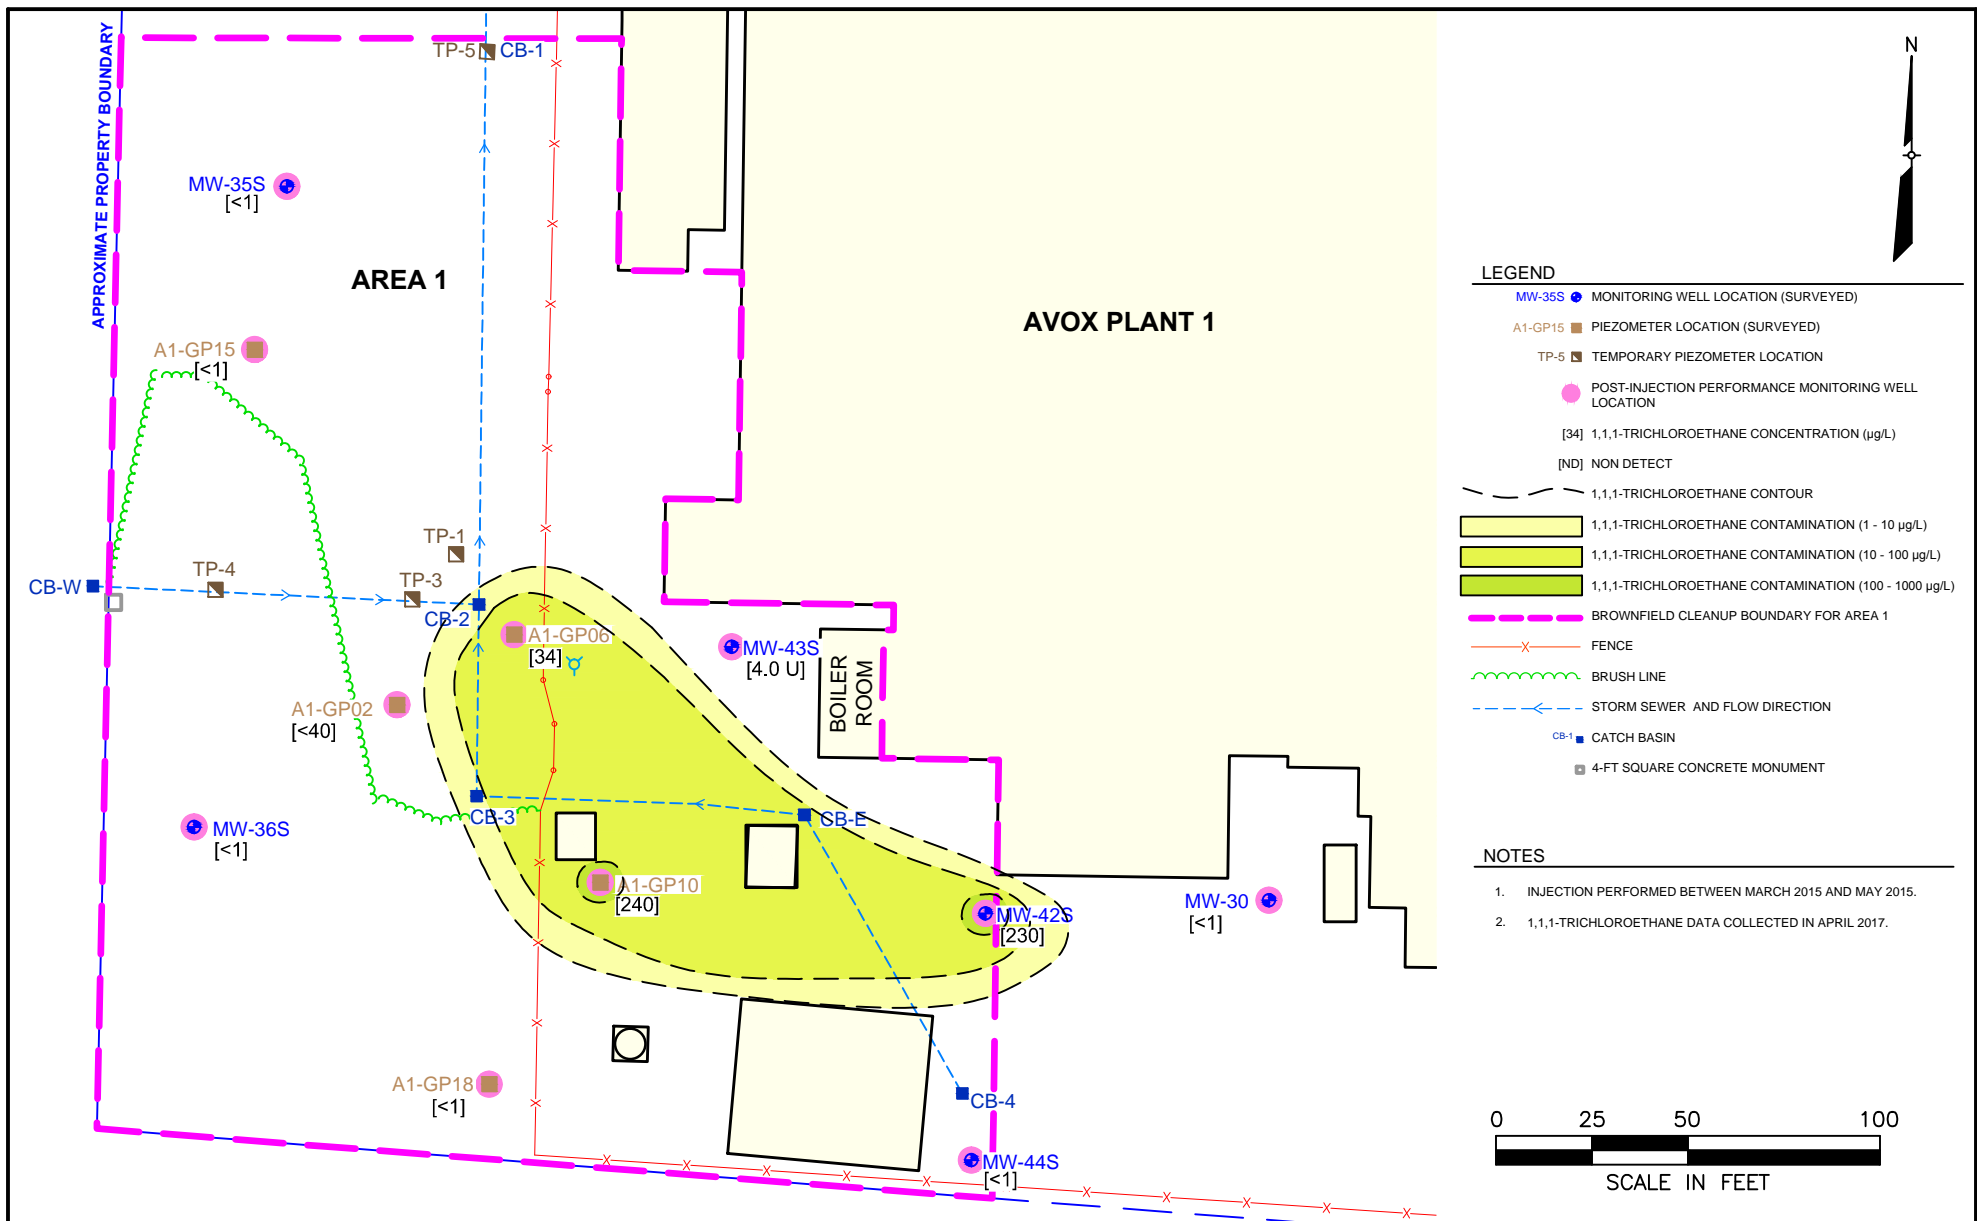 TP-5
CB-1
N
APPROXIMATE PROPERTY BOUNDARY
MW-35S
[<1]
AREA 1
AVOX PLANT 1
A1-GP15
[<1]
TP-1
TP-4
TP-3
CB-W
CB-2
A1-GP06
[34]
MW-43S
[4.0 U]
BOILER
ROOM
A1-GP02
[<40]
MW-36S
[<1]
CB-3
CB-E
A1-GP10
[240]
MW-42S
[230]
MW-30
[<1]
A1-GP18
[<1]
CB-4
MW-44S
[<1]
LEGEND
MW-35S MONITORING WELL LOCATION (SURVEYED)
A1-GP15 PIEZOMETER LOCATION (SURVEYED)
TP-5 TEMPORARY PIEZOMETER LOCATION
POST-INJECTION PERFORMANCE MONITORING WELL
LOCATION
[34] 1,1,1-TRICHLOROETHANE CONCENTRATION (µg/L)
[ND] NON DETECT
1,1,1-TRICHLOROETHANE CONTOUR
1,1,1-TRICHLOROETHANE CONTAMINATION (1 - 10 µg/L)
1,1,1-TRICHLOROETHANE CONTAMINATION (10 - 100 µg/L)
1,1,1-TRICHLOROETHANE CONTAMINATION (100 - 1000 µg/L)
BROWNFIELD CLEANUP BOUNDARY FOR AREA 1
FENCE
BRUSH LINE
STORM SEWER AND FLOW DIRECTION
CB-1 CATCH BASIN
4-FT SQUARE CONCRETE MONUMENT
NOTES
1. INJECTION PERFORMED BETWEEN MARCH 2015 AND MAY 2015.
2. 1,1,1-TRICHLOROETHANE DATA COLLECTED IN APRIL 2017.
0 25 50 100
SCALE IN FEET